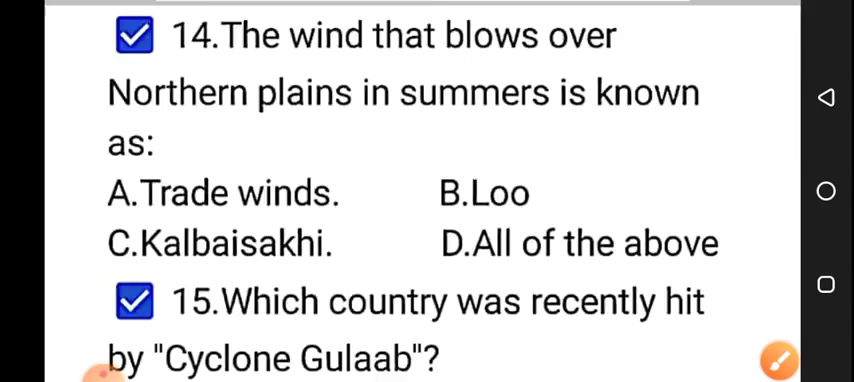 14.The wind that blows over
Northern plains in summers is known
as:
A.Trade winds. B.Loo
C.Kalbaisakhi. D.All of the above
15.Which country was recently hit
by "Cyclone Gulaab"?